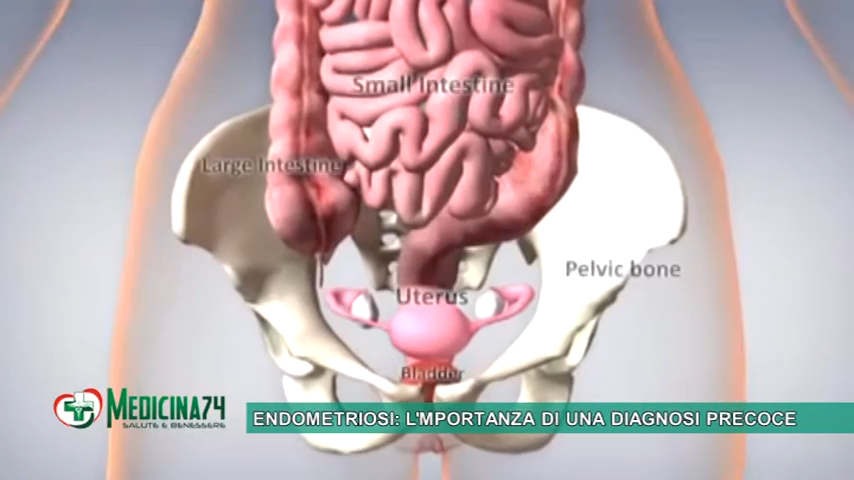 Small Intestine
Large Intestine
Pelvic bone
Uterus
Bladder
MEDICINA74
SALUTE E BENESSERE
ENDOMETRIOSI: L'MPORTANZA DI UNA DIAGNOSI PRECOCE